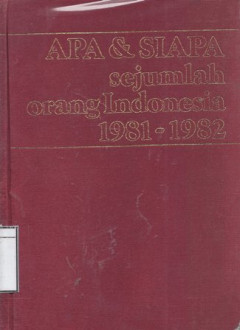 APA & SIAPA
sejumlah
orang Indonesia
1981-1982